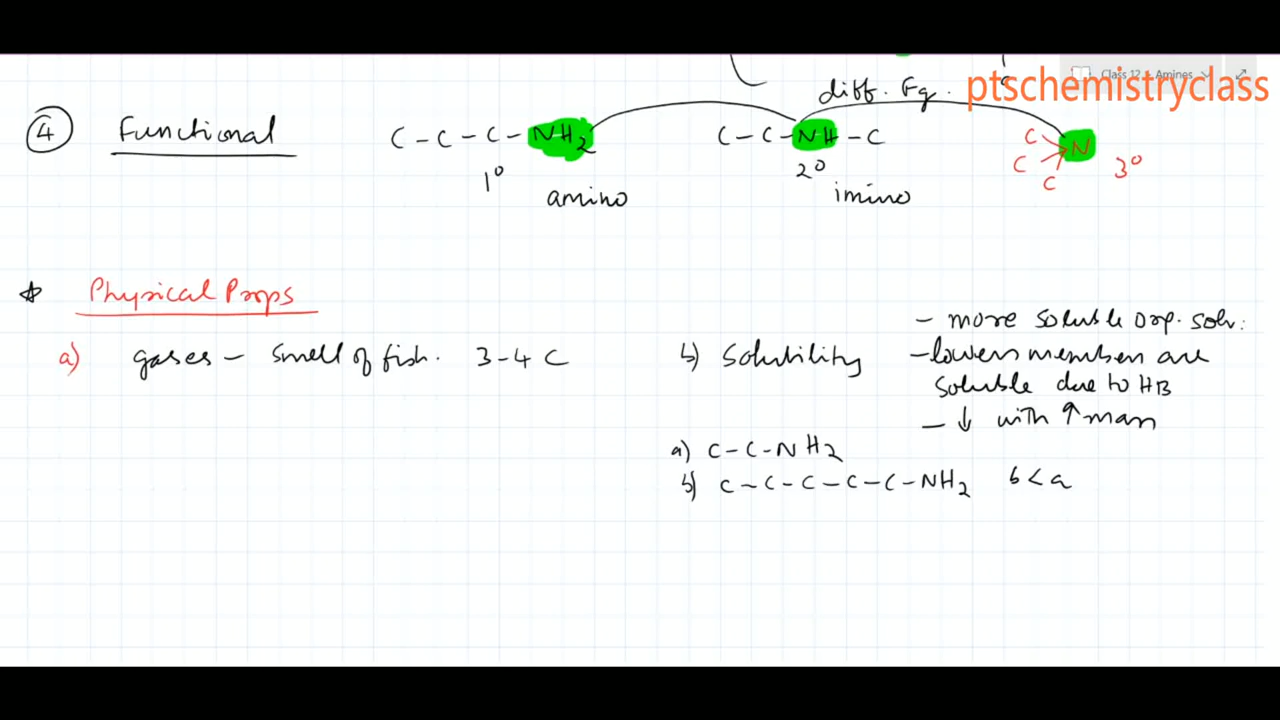 Class 12 - Amines
ptschemistryclass
diff. Fg.
④ Functional
C - C - C - NH2
1°
amino
C - C - NH - C
2°
imino
C
C
C
N
3°
* Physical Props
a) gases - Smell of fish. 3-4 C
b) Solubility
- more soluble org. solv.
- lowers members are
soluble due to HB
- ↓ with ↑ mass
a) C - C - NH2
b) C - C - C - C - C - NH2 b < a